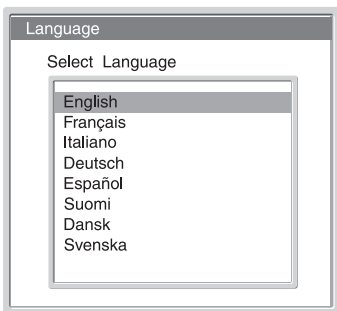 Language
Select Language
English
Français
Italiano
Deutsch
Español
Suomi
Dansk
Svenska